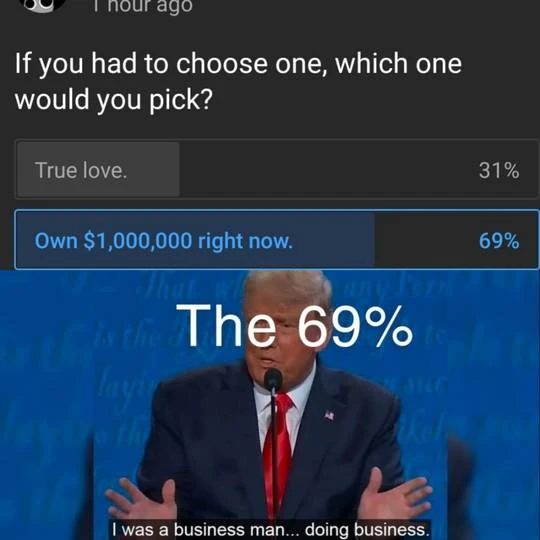 1 hour ago
If you had to choose one, which one
would you pick?
True love.
31%
Own $1,000,000 right now.
69%
The 69%
I was a business man... doing business.